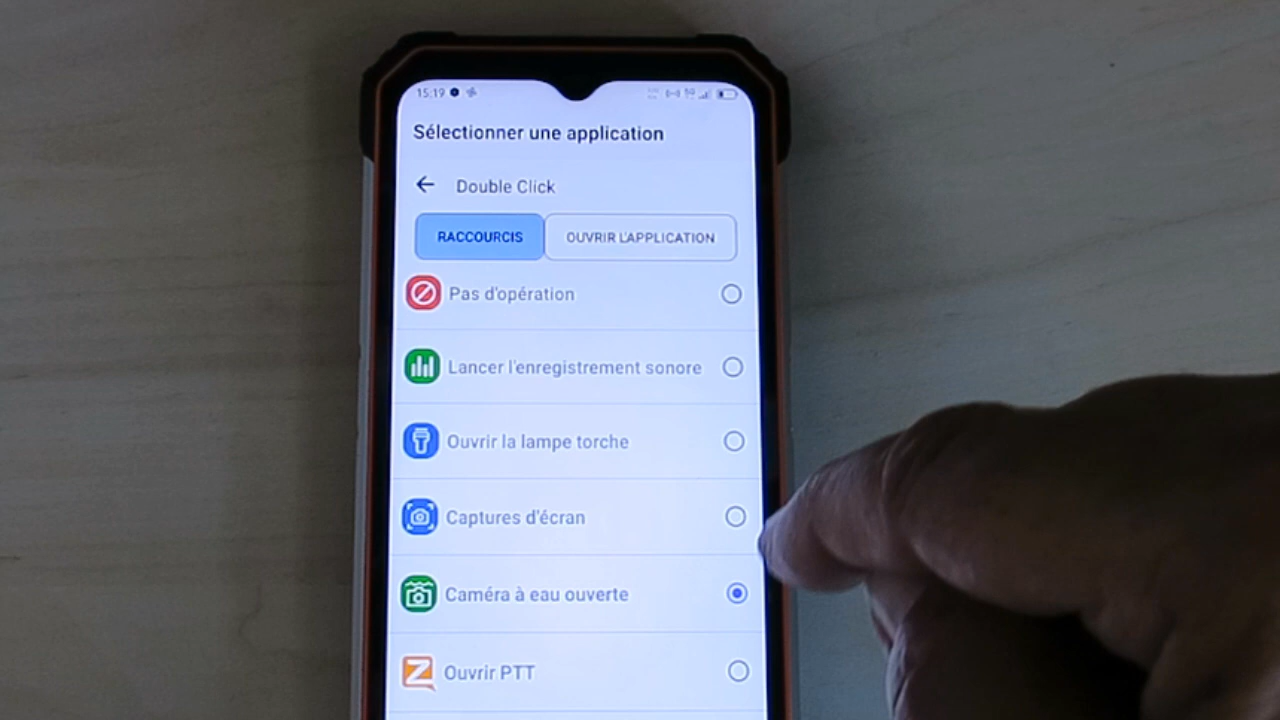 15:19
Sélectionner une application
Double Click
RACCOURCIS
OUVRIR L'APPLICATION
Pas d'opération
Lancer l'enregistrement sonore
Ouvrir la lampe torche
Captures d'écran
Caméra à eau ouverte
Ouvrir PTT